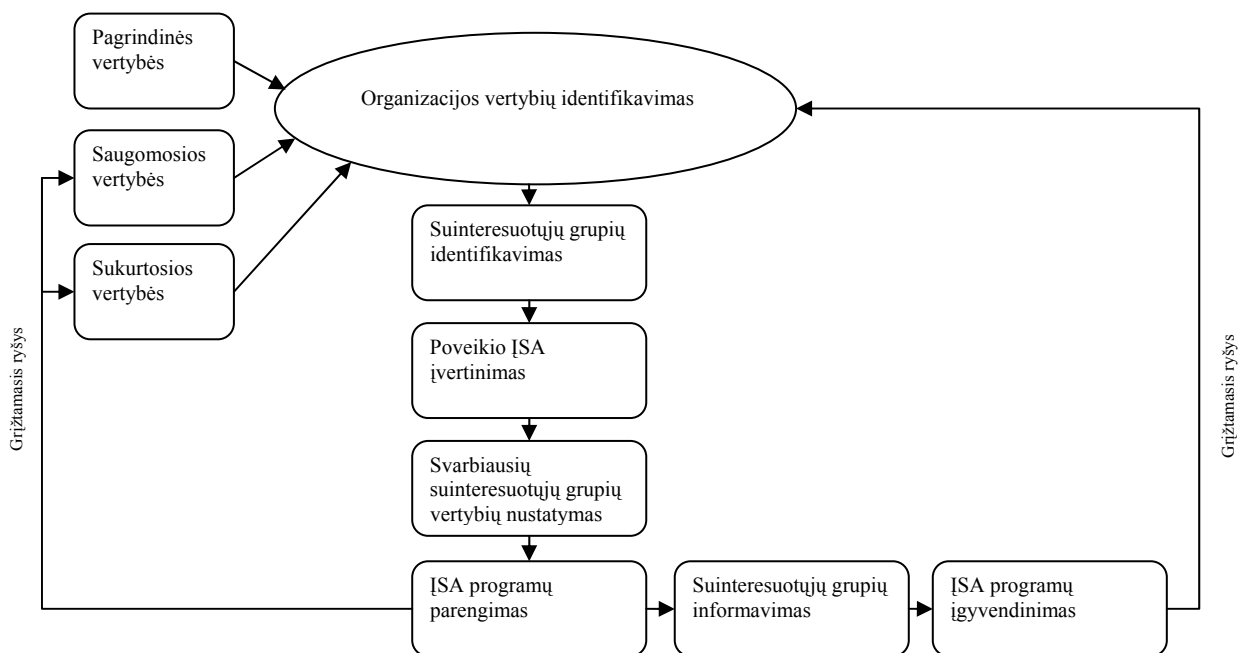 Pagrindinės
vertybės
Organizacijos vertybių identifikavimas
Saugomosios
vertybės
Sukurtosios
vertybės
Suinteresuotųjų grupių
identifikavimas
Poveikio ĮSA
įvertinimas
Svarbiausių
suinteresuotųjų grupių
vertybių nustatymas
ĮSA programų
parengimas
Suinteresuotųjų grupių
informavimas
ĮSA programų
įgyvendinimas
Grįžtamasis ryšys
Grįžtamasis ryšys